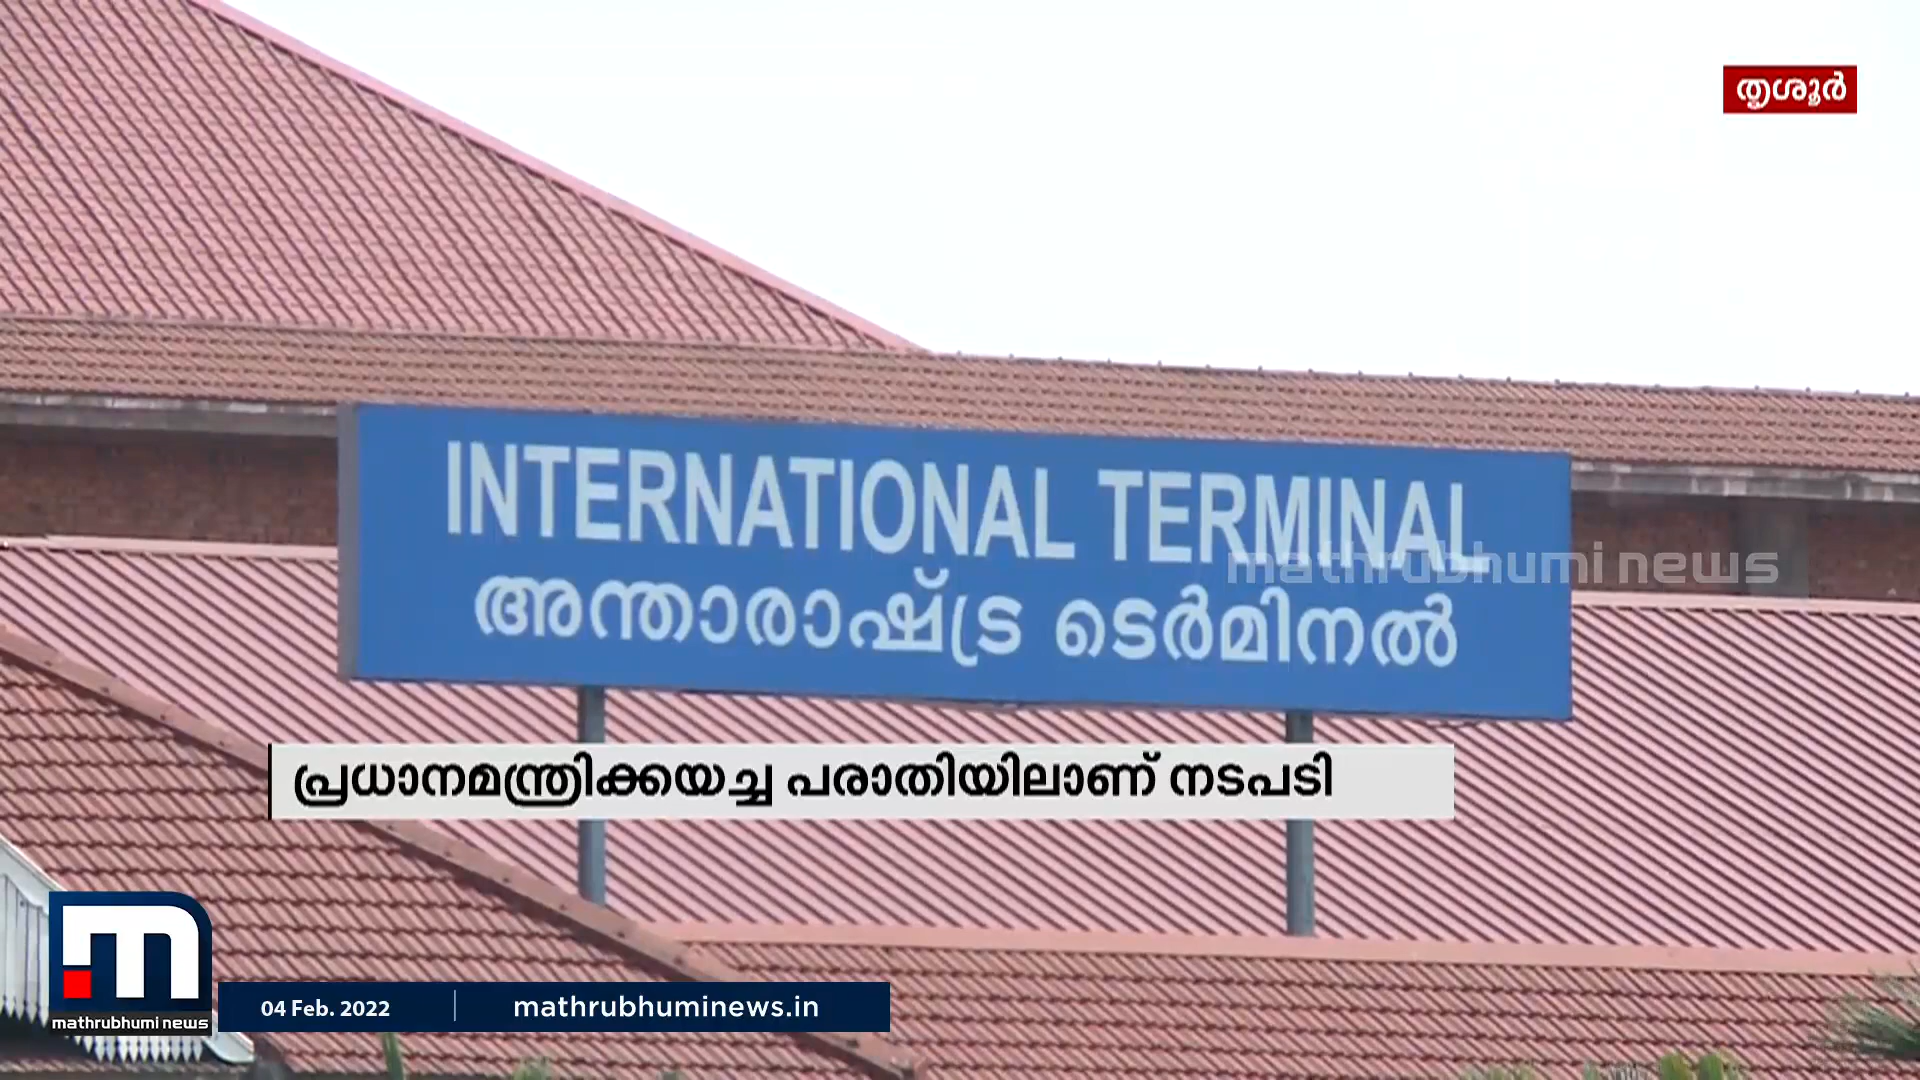 തൃശൂർ
INTERNATIONAL TERMINAL
mathrubhumi news
അന്താരാഷ്ട്ര ടെർമിനൽ
പ്രധാനമന്ത്രിക്കയച്ച പരാതിയിലാണ് നടപടി
mathrubhumi news
04 Feb. 2022
mathrubhuminews.in